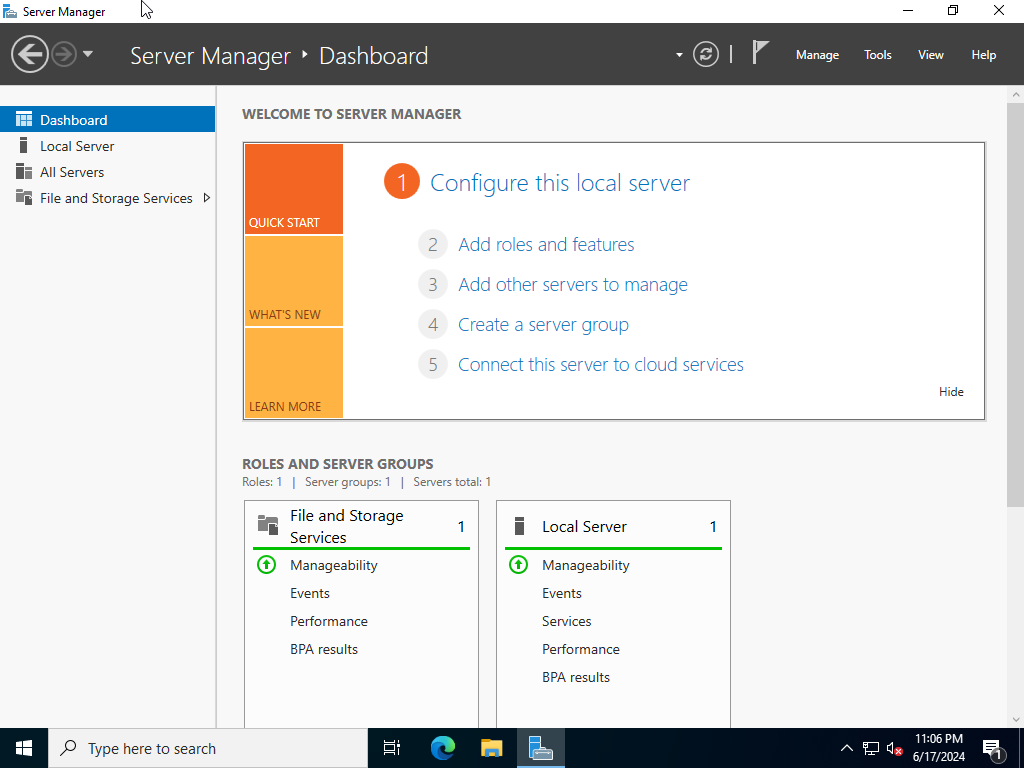 Server Manager
Server Manager ‣ Dashboard
Manage Tools View Help
Dashboard
Local Server
All Servers
File and Storage Services
WELCOME TO SERVER MANAGER
QUICK START
WHAT'S NEW
LEARN MORE
1 Configure this local server
2 Add roles and features
3 Add other servers to manage
4 Create a server group
5 Connect this server to cloud services
Hide
ROLES AND SERVER GROUPS
Roles: 1 | Server groups: 1 | Servers total: 1
File and Storage
Services 1
Manageability
Events
Performance
BPA results
Local Server 1
Manageability
Events
Services
Performance
BPA results
Type here to search
11:06 PM
6/17/2024
1